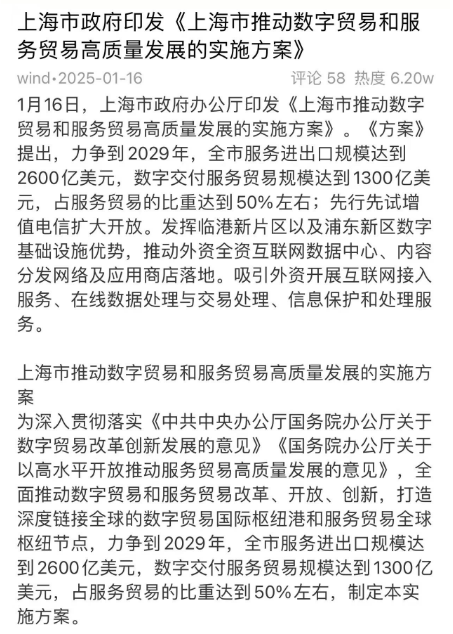 上海市政府印发《上海市推动数字贸易和服
务贸易高质量发展的实施方案》
wind•2025-01-16 评论 58 热度 6.20w
1月16日，上海市政府办公厅印发《上海市推动数字
贸易和服务贸易高质量发展的实施方案》。《方案》
提出，力争到2029年，全市服务进出口规模达到
2600亿美元，数字交付服务贸易规模达到1300亿美
元，占服务贸易的比重达到50%左右；先行先试增
值电信扩大开放。发挥临港新片区以及浦东新区数字
基础设施优势，推动外资全资互联网数据中心、内容
分发网络及应用商店落地。吸引外资开展互联网接入
服务、在线数据处理与交易处理、信息保护和处理服
务。
上海市推动数字贸易和服务贸易高质量发展的实施方
案
为深入贯彻落实《中共中央办公厅国务院办公厅关于
数字贸易改革创新发展的意见》《国务院办公厅关于
以高水平开放推动服务贸易高质量发展的意见》，全
面推动数字贸易和服务贸易改革、开放、创新，打造
深度链接全球的数字贸易国际枢纽港和服务贸易全球
枢纽节点，力争到2029年，全市服务进出口规模达
到2600亿美元，数字交付服务贸易规模达到1300亿
美元，占服务贸易的比重达到50%左右，制定本实
施方案。